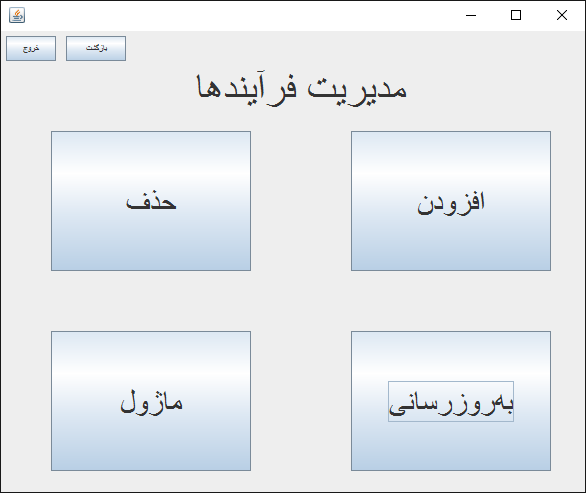 بازگشت
خروج
مدیریت فرآیندها
افزودن
حذف
به‌روزرسانی
ماژول